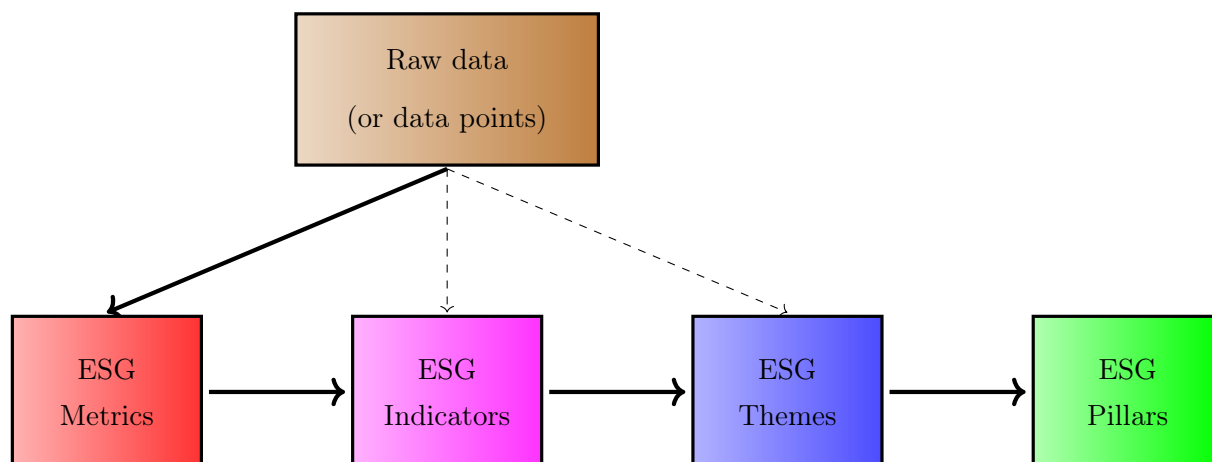 Raw data
(or data points)
ESG
Metrics
ESG
Indicators
ESG
Themes
ESG
Pillars